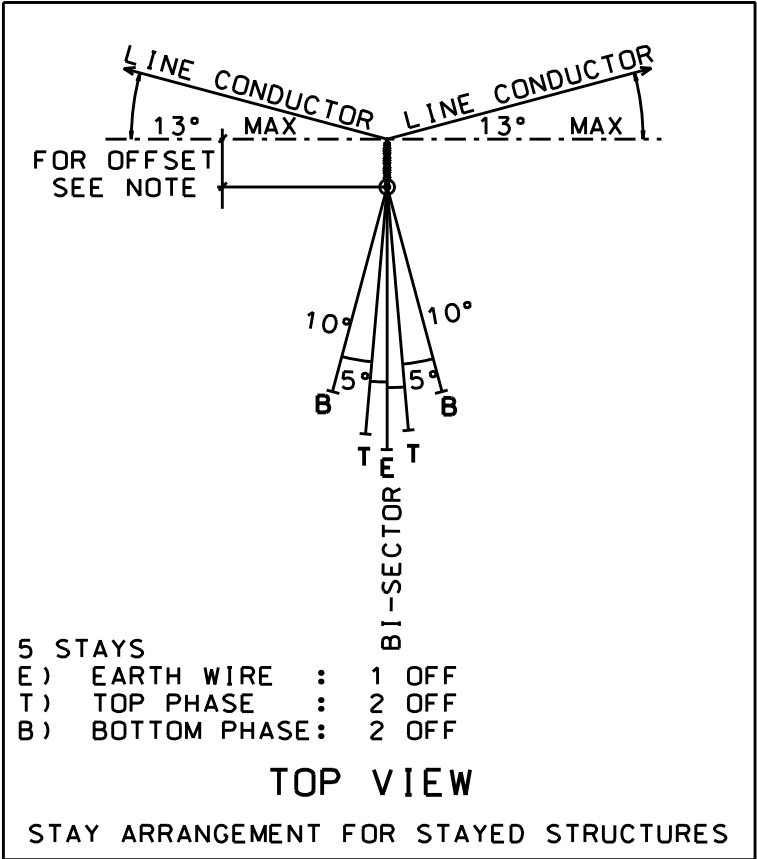 LINE CONDUCTOR
LINE CONDUCTOR
13° MAX
13° MAX
FOR OFFSET
SEE NOTE
10°
10°
5°
5°
B
B
T
T
E
BI-SECTOR
5 STAYS
E) EARTH WIRE : 1 OFF
T) TOP PHASE : 2 OFF
B) BOTTOM PHASE: 2 OFF
TOP VIEW
STAY ARRANGEMENT FOR STAYED STRUCTURES